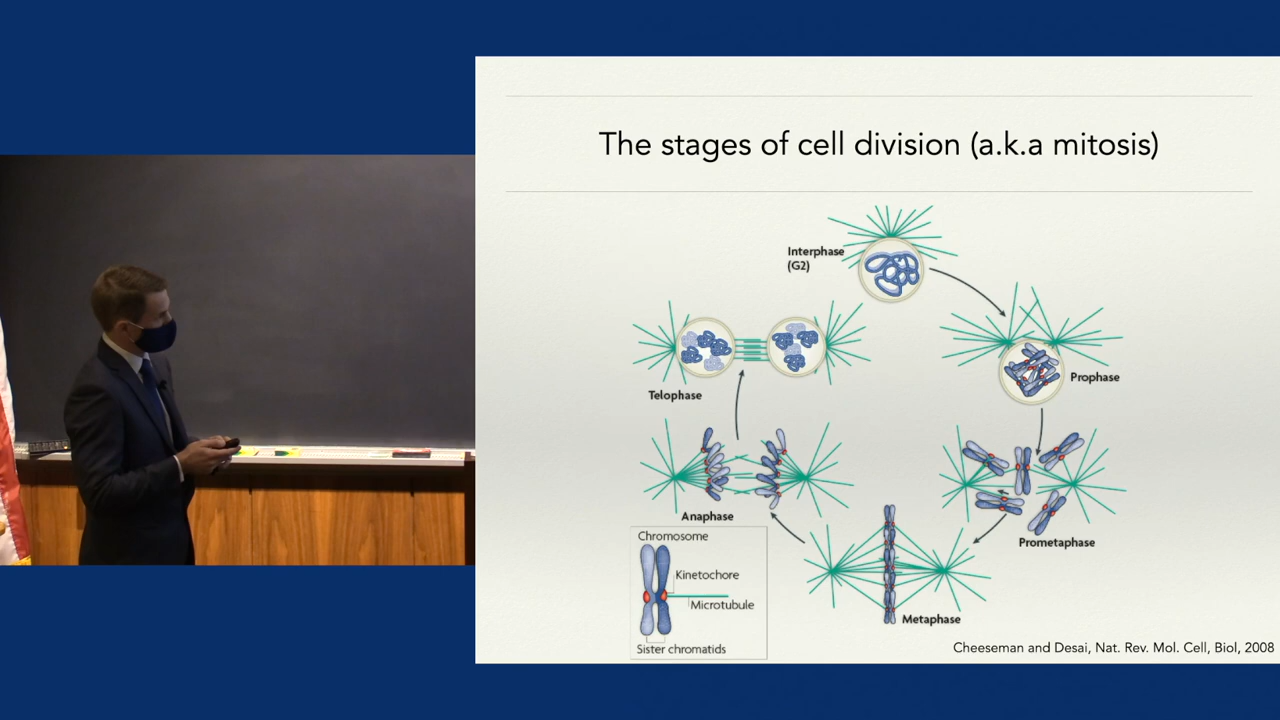 The stages of cell division (a.k.a mitosis)
Interphase
(G2)
Prophase
Prometaphase
Metaphase
Anaphase
Telophase
Chromosome
Kinetochore
Microtubule
Sister chromatids
Cheeseman and Desai, Nat. Rev. Mol. Cell, Biol, 2008